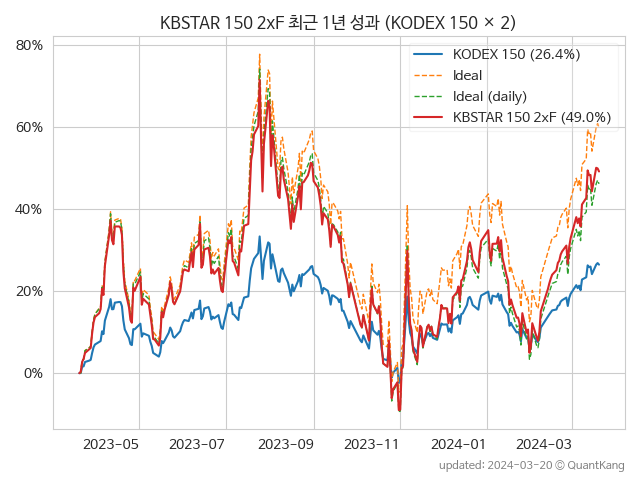 KBSTAR 150 2xF 최근 1년 성과 (KODEX 150 × 2)
80%
60%
40%
20%
0%
KODEX 150 (26.4%)
Ideal
Ideal (daily)
KBSTAR 150 2xF (49.0%)
2023-05
2023-07
2023-09
2023-11
2024-01
2024-03
updated: 2024-03-20 © QuantKang